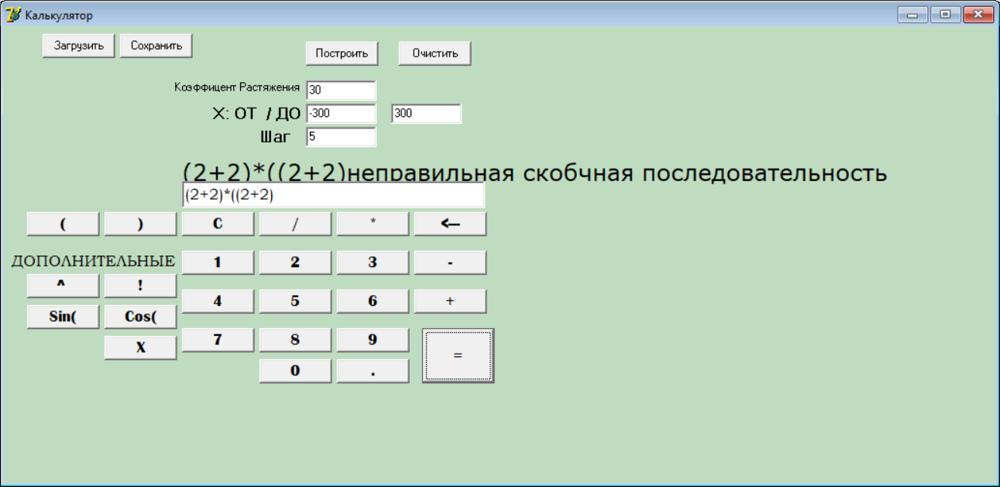 Калькулятор
Загрузить Сохранить
Построить Очистить
Коэффицент Растяжения 30
X: ОТ / ДО -300 300
Шаг 5
(2+2)*((2+2)неправильная скобчная последовательность
(2+2)*((2+2)
( ) C / * <---
ДОПОЛНИТЕЛЬНЫЕ 1 2 3 -
^ !
4 5 6 +
Sin( Cos(
7 8 9 =
X
0 .